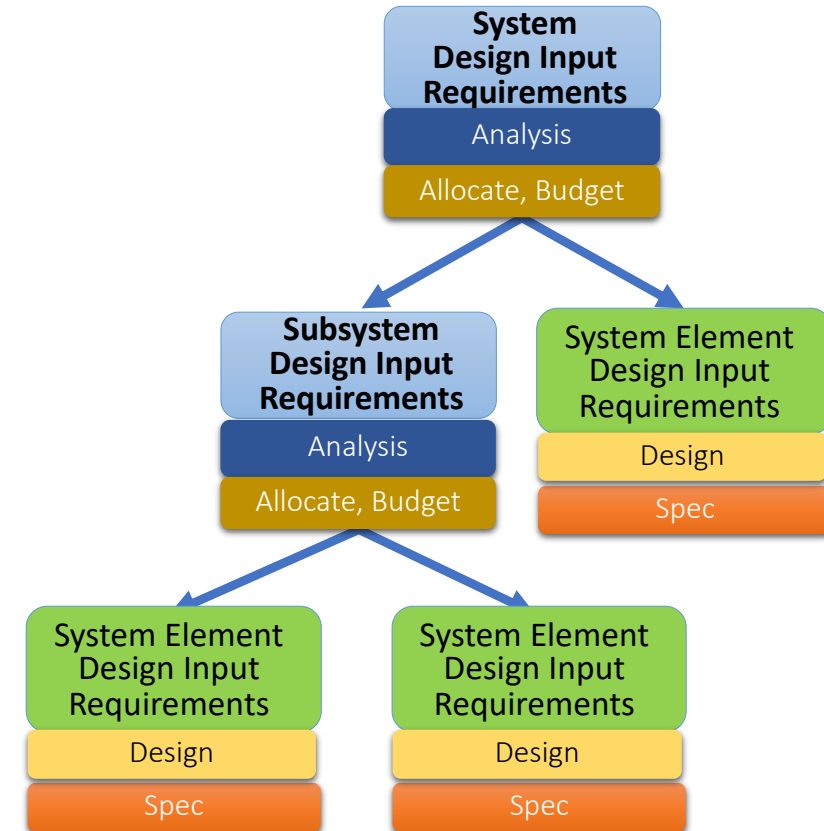 System
Design Input
Requirements
Analysis
Allocate, Budget
Subsystem
Design Input
Requirements
Analysis
Allocate, Budget
System Element
Design Input
Requirements
Design
Spec
System Element
Design Input
Requirements
Design
Spec
System Element
Design Input
Requirements
Design
Spec